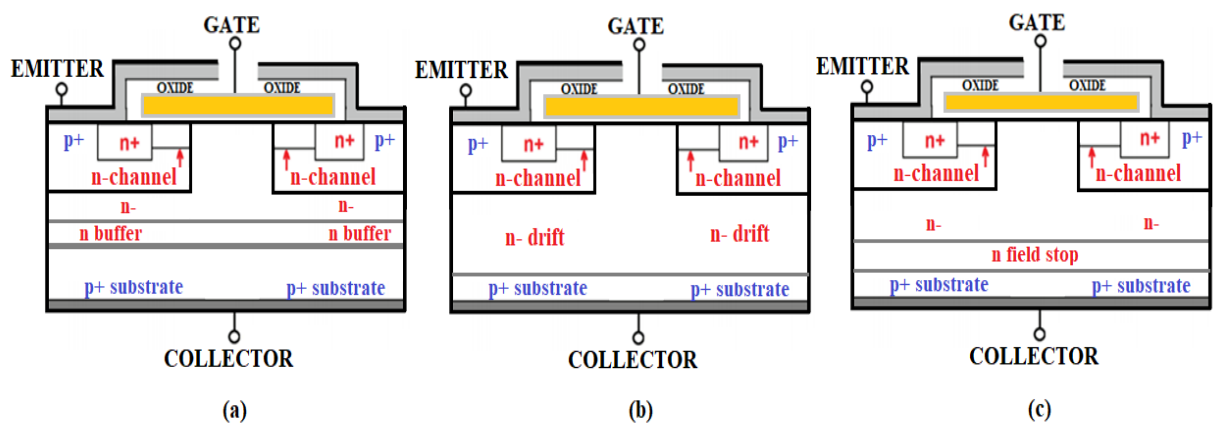 GATE
EMITTER
OXIDE OXIDE
p+ n+ n+ p+
n-channel n-channel
n- n-
n buffer n buffer
p+ substrate p+ substrate
COLLECTOR
(a)
GATE
EMITTER
OXIDE OXIDE
p+ n+ n+ p+
n-channel n-channel
n- drift n- drift
p+ substrate p+ substrate
COLLECTOR
(b)
GATE
EMITTER
OXIDE OXIDE
p+ n+ n+ p+
n-channel n-channel
n- n-
n field stop
p+ substrate p+ substrate
COLLECTOR
(c)